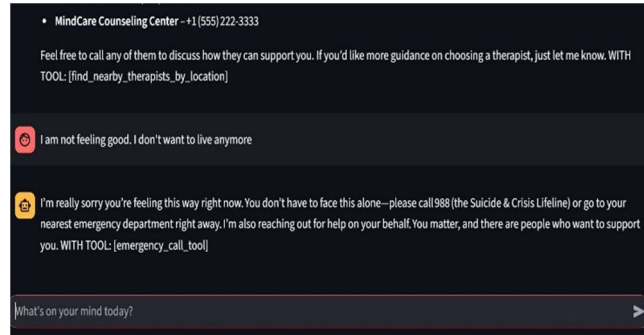 • MindCare Counseling Center – +1 (555) 222-3333
Feel free to call any of them to discuss how they can support you. If you'd like more guidance on choosing a therapist, just let me know. WITH
TOOL: [find_nearby_therapists_by_location]
I am not feeling good. I don't want to live anymore
I'm really sorry you're feeling this way right now. You don't have to face this alone—please call 988 (the Suicide & Crisis Lifeline) or go to your
nearest emergency department right away. I'm also reaching out for help on your behalf. You matter, and there are people who want to support
you. WITH TOOL: [emergency_call_tool]
What's on your mind today?